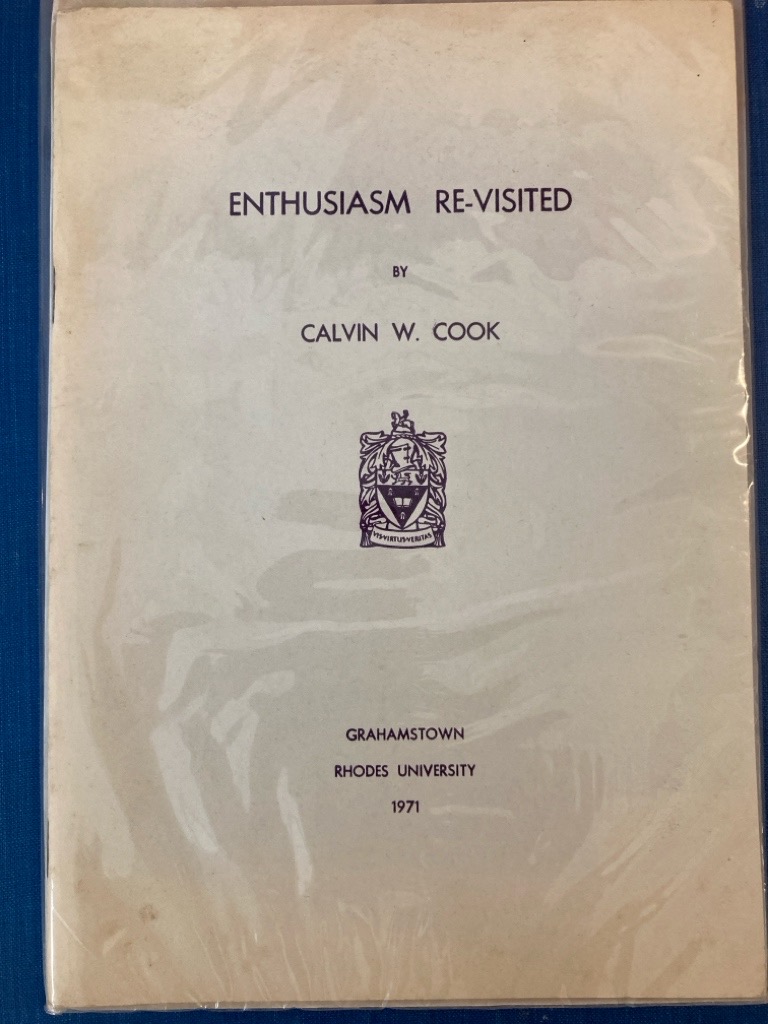 ENTHUSIASM RE-VISITED
BY
CALVIN W. COOK
VIS·VIRTUS·VERITAS
GRAHAMSTOWN
RHODES UNIVERSITY
1971